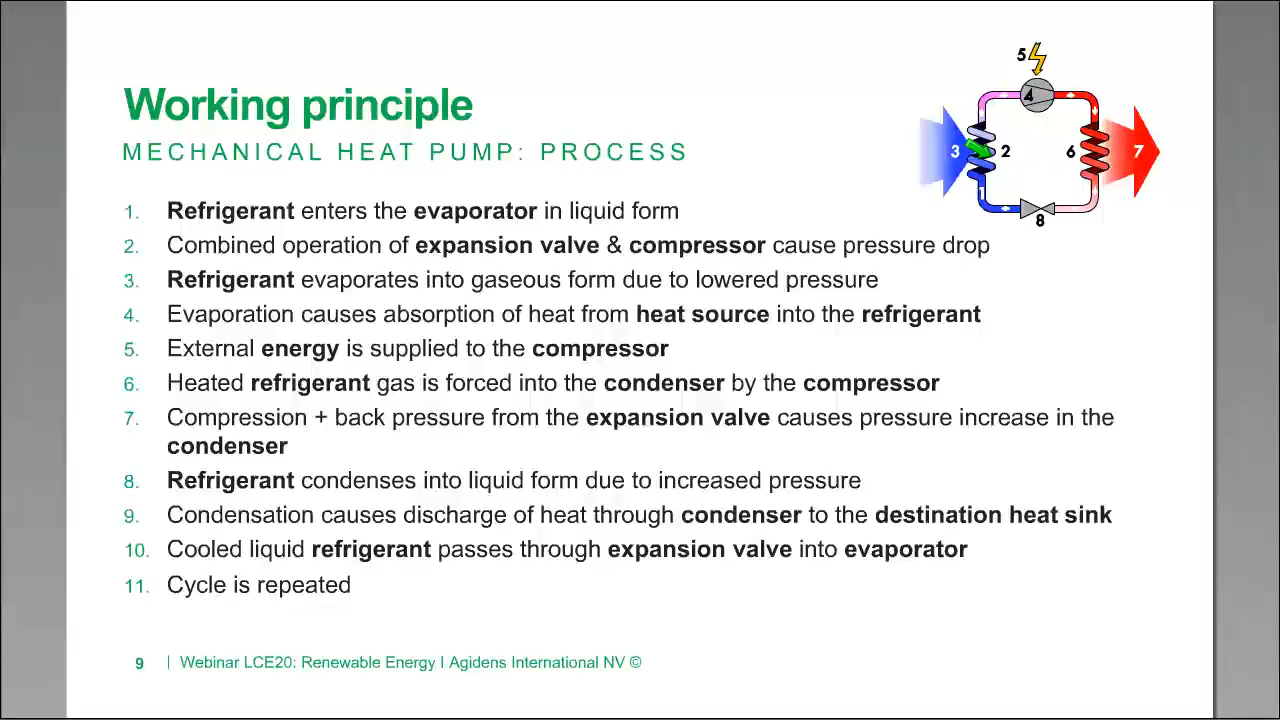 5
4
3
2
6
7
1
8
Working principle
MECHANICAL HEAT PUMP: PROCESS
1. Refrigerant enters the evaporator in liquid form
2. Combined operation of expansion valve & compressor cause pressure drop
3. Refrigerant evaporates into gaseous form due to lowered pressure
4. Evaporation causes absorption of heat from heat source into the refrigerant
5. External energy is supplied to the compressor
6. Heated refrigerant gas is forced into the condenser by the compressor
7. Compression + back pressure from the expansion valve causes pressure increase in the
condenser
8. Refrigerant condenses into liquid form due to increased pressure
9. Condensation causes discharge of heat through condenser to the destination heat sink
10. Cooled liquid refrigerant passes through expansion valve into evaporator
11. Cycle is repeated
9 | Webinar LCE20: Renewable Energy I Agidens International NV ©